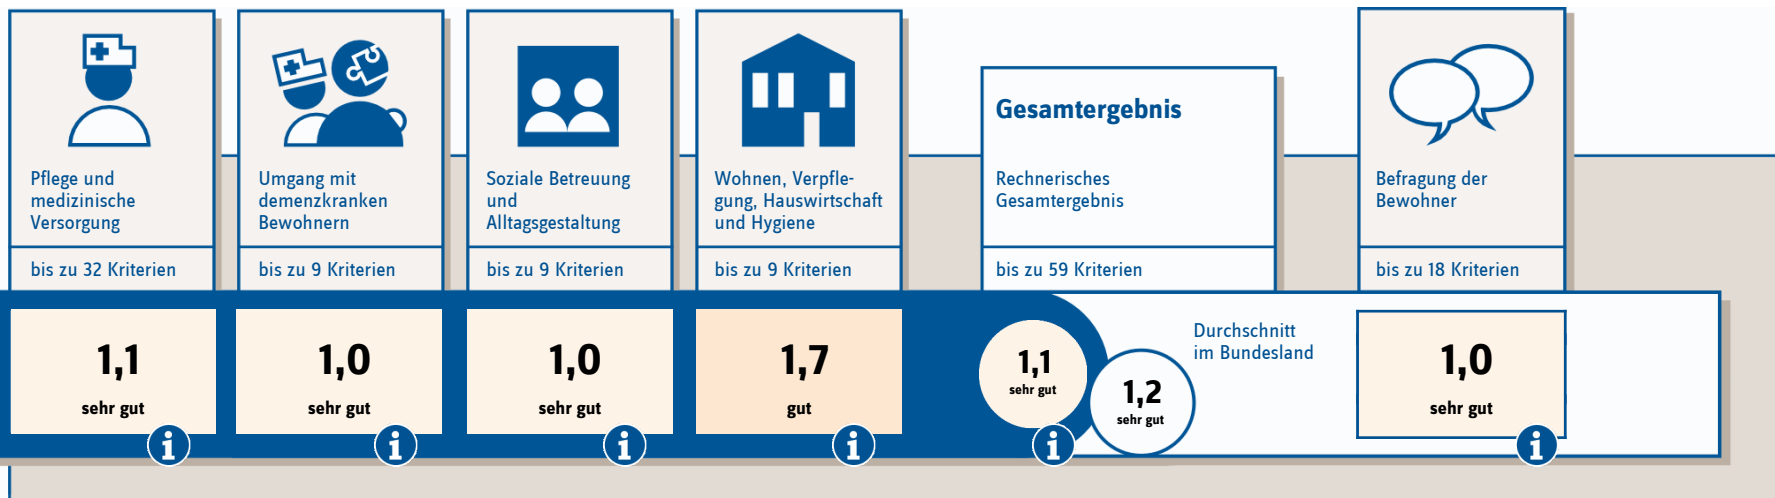 Pflege und
medizinische
Versorgung
bis zu 32 Kriterien
1,1
sehr gut
i
Umgang mit
demenzkranken
Bewohnern
bis zu 9 Kriterien
1,0
sehr gut
i
Soziale Betreuung
und
Alltagsgestaltung
bis zu 9 Kriterien
1,0
sehr gut
i
Wohnen, Verpfle-
gung, Hauswirtschaft
und Hygiene
bis zu 9 Kriterien
1,7
gut
i
Gesamtergebnis
Rechnerisches
Gesamtergebnis
bis zu 59 Kriterien
1,1
sehr gut
i
1,2
sehr gut
Durchschnitt
im Bundesland
Befragung der
Bewohner
bis zu 18 Kriterien
1,0
sehr gut
i